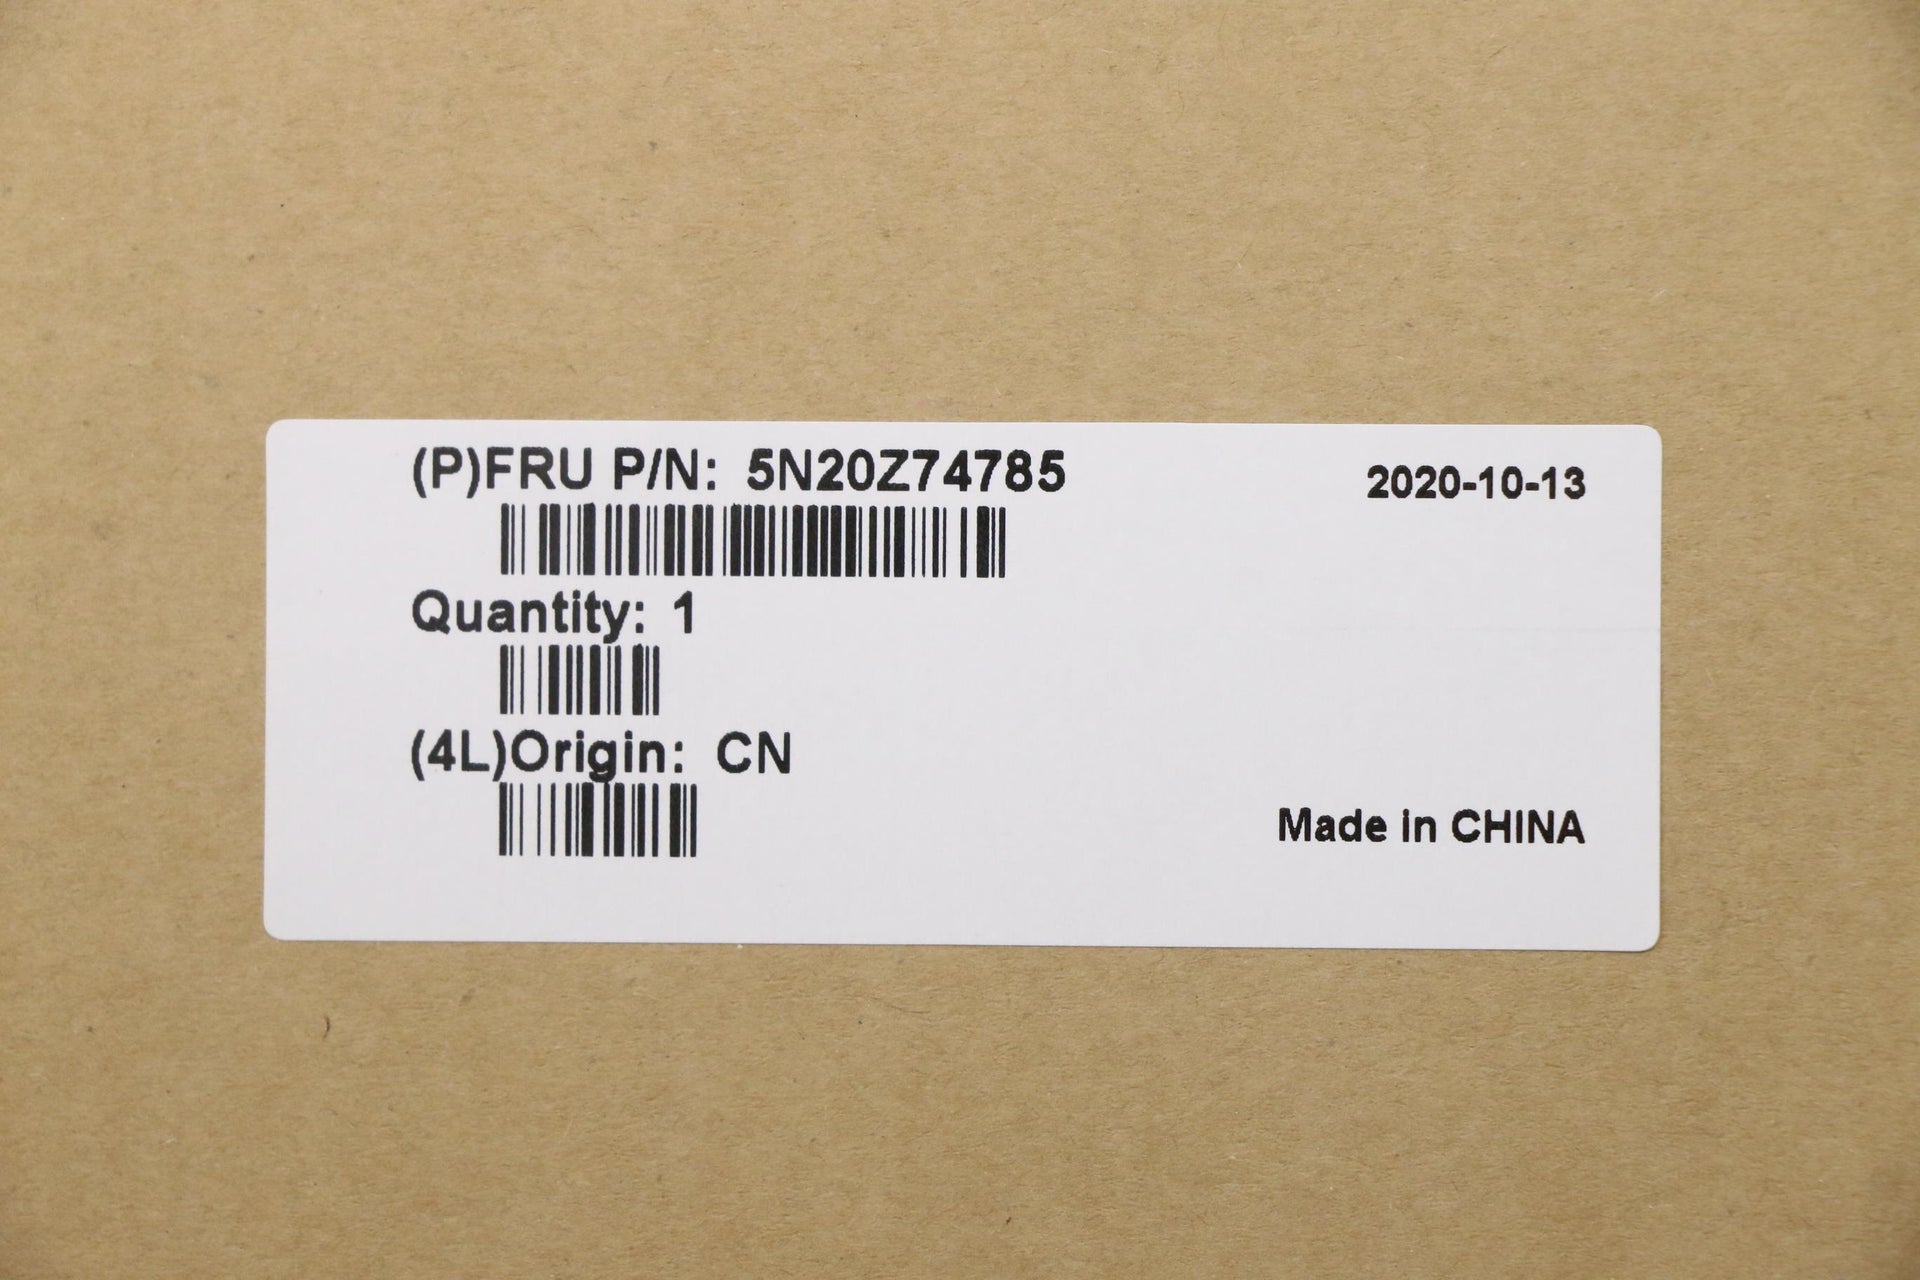 (P)FRU P/N: 5N20Z74785
2020-10-13
Quantity: 1
(4L)Origin: CN
Made in CHINA